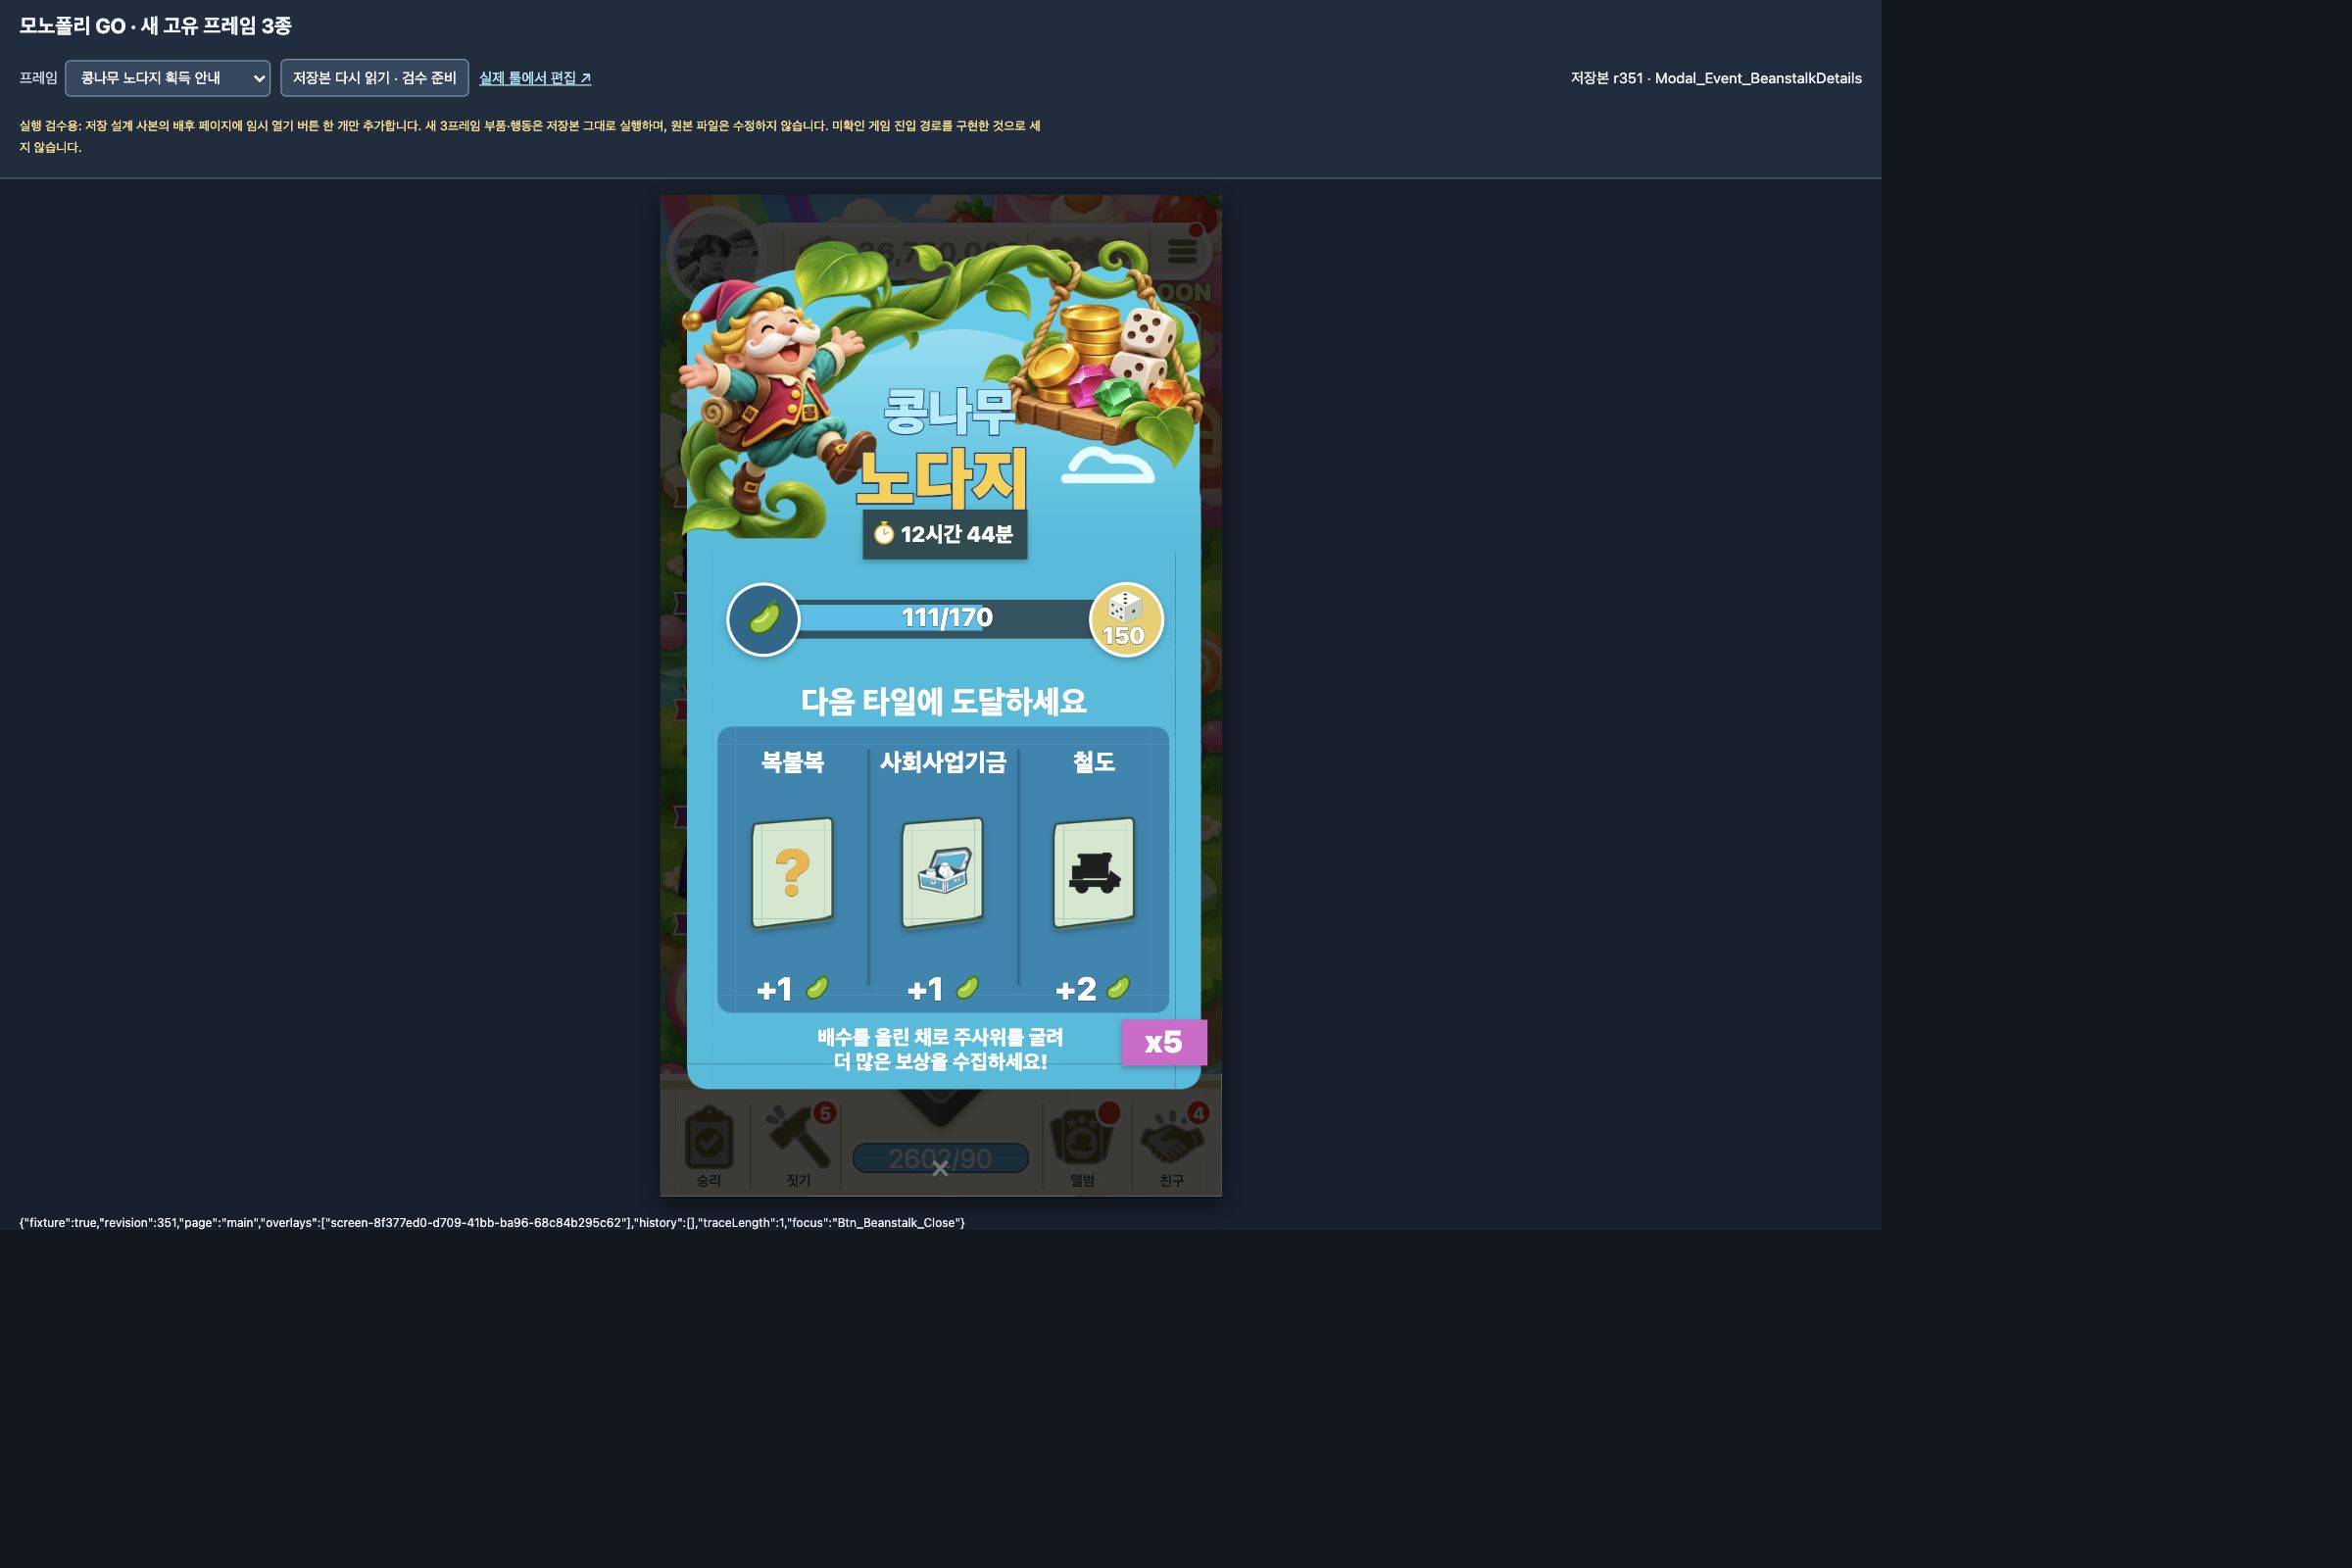 모노폴리 GO · 새 고유 프레임 3종
프레임
콩나무 노다지 획득 안내
저장본 다시 읽기 · 검수 준비
실제 툴에서 편집 ↗
저장본 r351 · Modal_Event_BeanstalkDetails
실행 검수용: 저장 설계 사본의 배후 페이지에 임시 열기 버튼 한 개만 추가합니다. 새 3프레임 부품·행동은 저장본 그대로 실행하며, 원본 파일은 수정하지 않습니다. 미확인 게임 진입 경로를 구현한 것으로 세
지 않습니다.
콩나무
노다지
12시간 44분
111/170
150
다음 타일에 도달하세요
복불복
사회사업기금
철도
?
+1
+1
+2
배수를 올린 채로 주사위를 굴려
더 많은 보상을 수집하세요!
x5
5
4
2602/90
×
승리
짓기
앨범
친구
{"fixture":true,"revision":351,"page":"main","overlays":["screen-8f377ed0-d709-41bb-ba96-68c84b295c62"],"history":[],"traceLength":1,"focus":"Btn_Beanstalk_Close"}